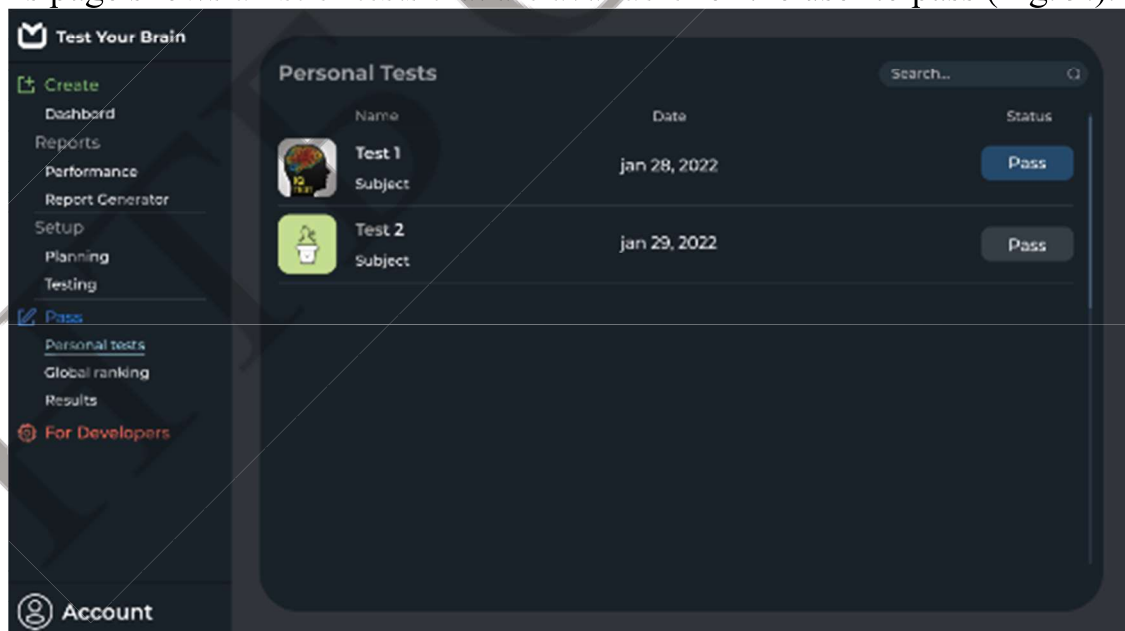 Test Your Brain
Create
Dashbord
Reports
Performance
Report Generator
Setup
Planning
Testing
Pass
Personal tests
Global ranking
Results
For Developers
Account
Personal Tests
Search...
Name Date Status
Test 1
Subject
jan 28, 2022
Pass
Test 2
Subject
jan 29, 2022
Pass